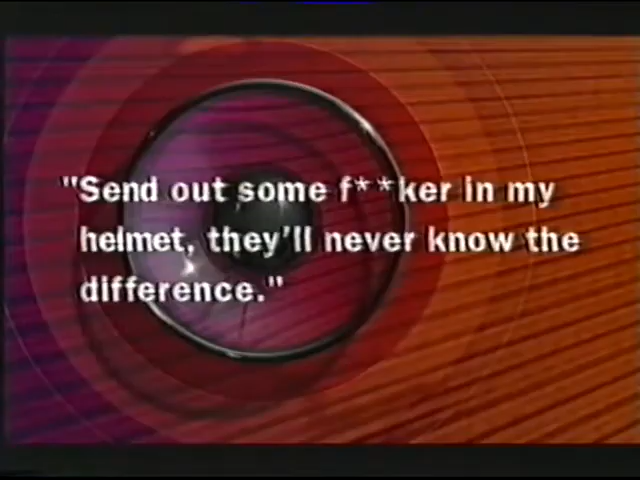 "Send out some f**ker in my
helmet, they'll never know the
difference."